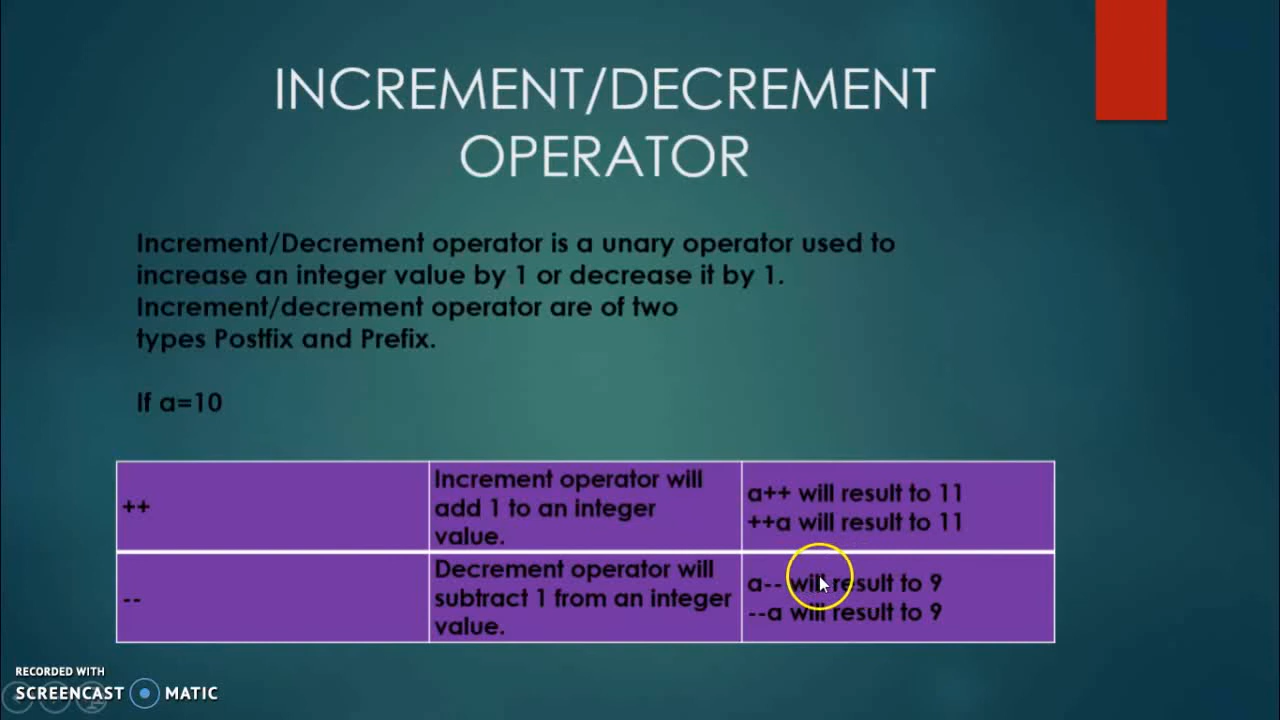 INCREMENT/DECREMENT
OPERATOR
Increment/Decrement operator is a unary operator used to
increase an integer value by 1 or decrease it by 1.
Increment/decrement operator are of two
types Postfix and Prefix.
If a=10
++
Increment operator will
add 1 to an integer
value.
a++ will result to 11
++a will result to 11
--
Decrement operator will
subtract 1 from an integer
value.
a-- will result to 9
--a will result to 9
RECORDED WITH
SCREENCAST MATIC